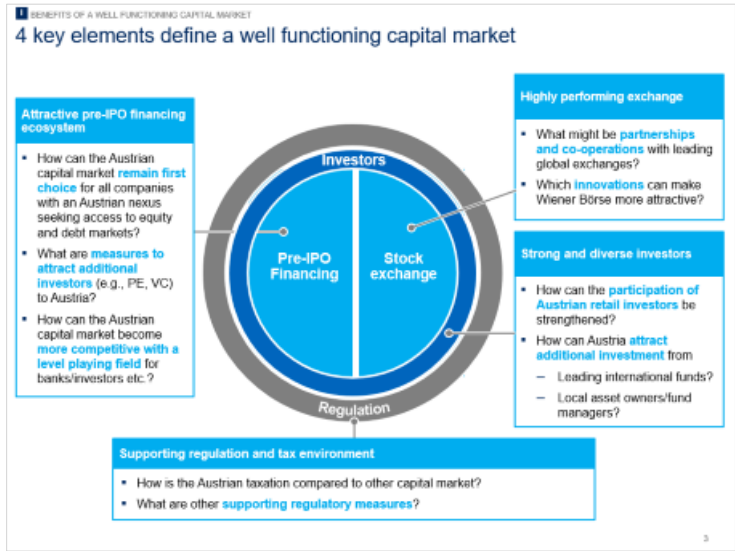 1 BENEFITS OF A WELL FUNCTIONING CAPITAL MARKET
4 key elements define a well functioning capital market
Attractive pre-IPO financing
ecosystem
▪ How can the Austrian
capital market remain first
choice for all companies
with an Austrian nexus
seeking access to equity
and debt markets?
▪ What are measures to
attract additional
investors (e.g., PE, VC)
to Austria?
▪ How can the Austrian
capital market become
more competitive with a
level playing field for
banks/investors etc.?
Investors
Pre-IPO
Financing
Stock
exchange
Regulation
Highly performing exchange
▪ What might be partnerships
and co-operations with leading
global exchanges?
▪ Which innovations can make
Wiener Börse more attractive?
Strong and diverse investors
▪ How can the participation of
Austrian retail investors be
strengthened?
▪ How can Austria attract
additional investment from
– Leading international funds?
– Local asset owners/fund
managers?
Supporting regulation and tax environment
▪ How is the Austrian taxation compared to other capital market?
▪ What are other supporting regulatory measures?
3